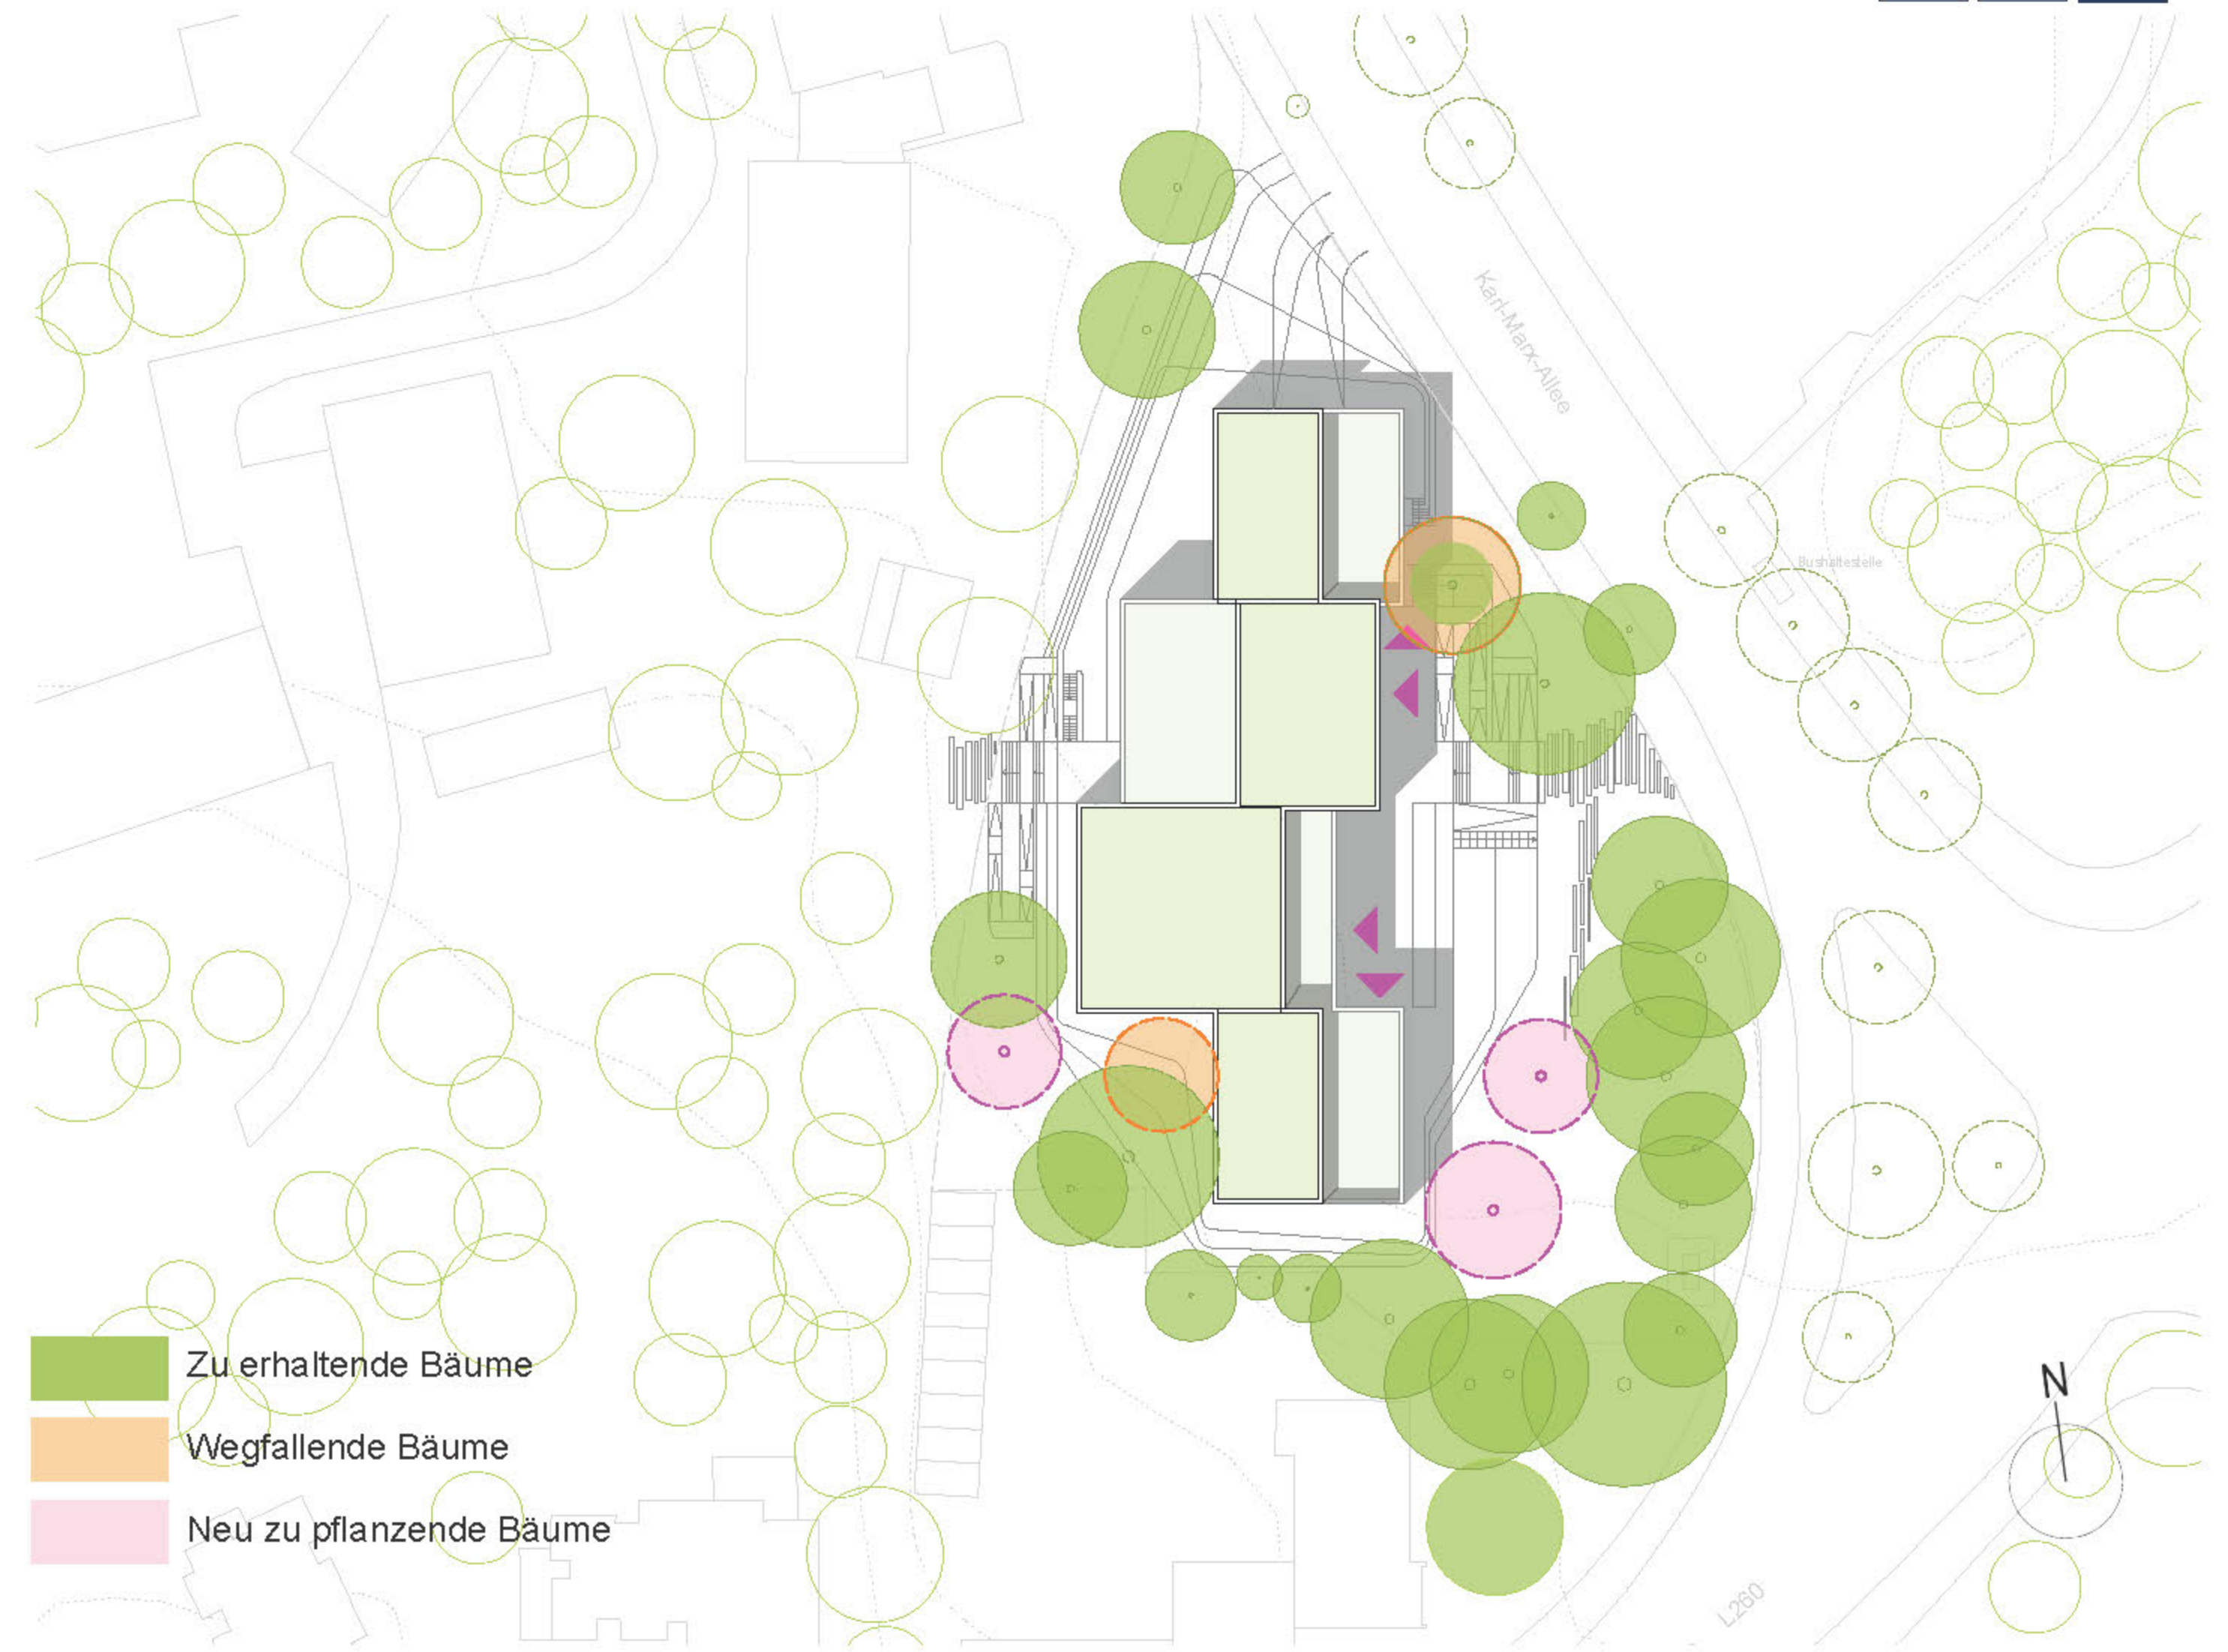 Karl-Marx-Allee
Bushaltestelle
Zu erhaltende Bäume
Wegfallende Bäume
Neu zu pflanzende Bäume
N
L260